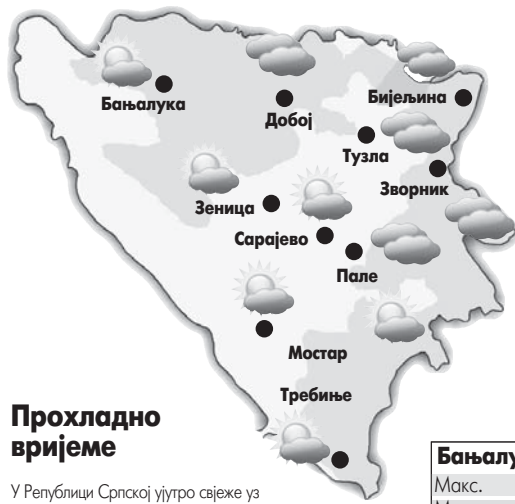 Бањалука
Добој
Бијељина
Тузла
Зворник
Зеница
Сарајево
Пале
Мостар
Требиње
Прохладно
вријеме
У Републици Српској ујутро свјеже уз
Макс.